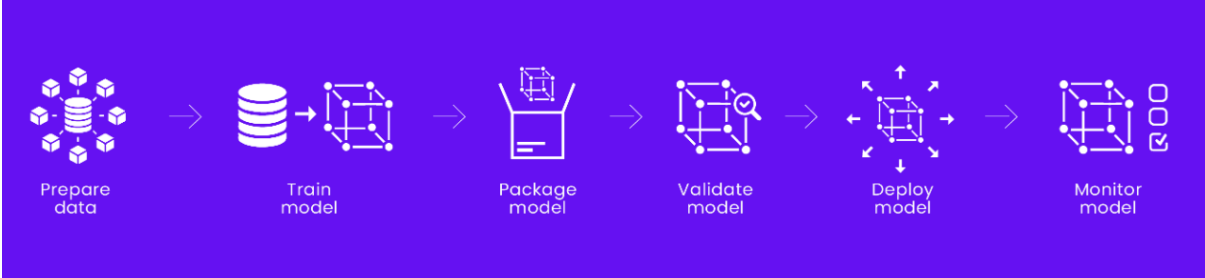 Prepare
data
Train
model
Package
model
Validate
model
Deploy
model
Monitor
model